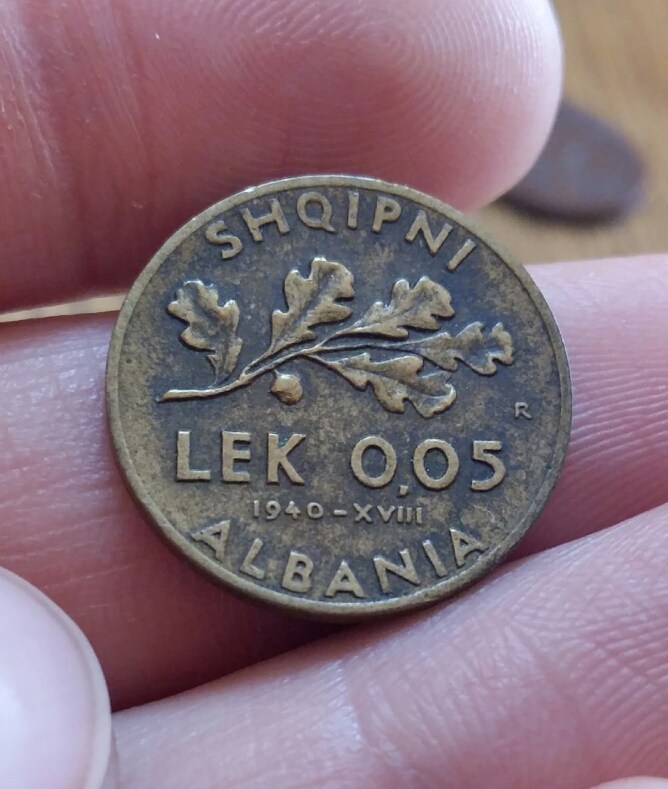 SHQIPNI
R
LEK 0,05
1940-XVIII
ALBANIA